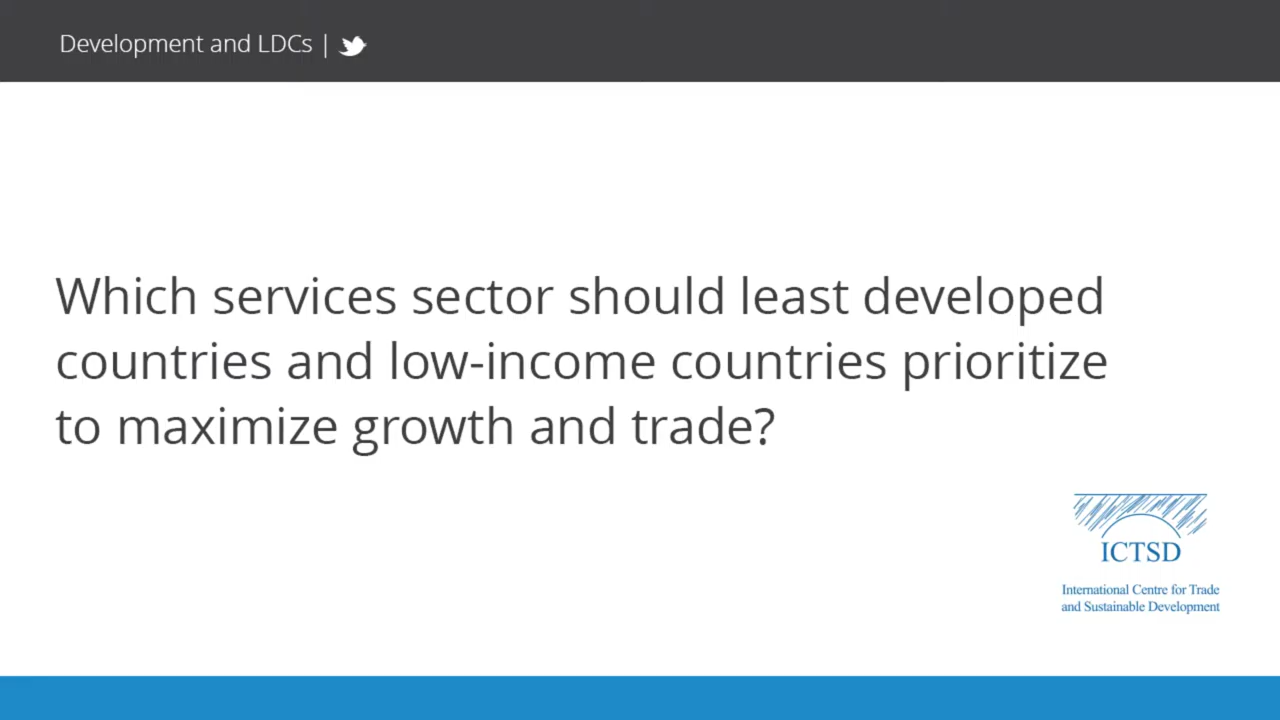 Development and LDCs |
Which services sector should least developed
countries and low-income countries prioritize
to maximize growth and trade?
ICTSD
International Centre for Trade
and Sustainable Development